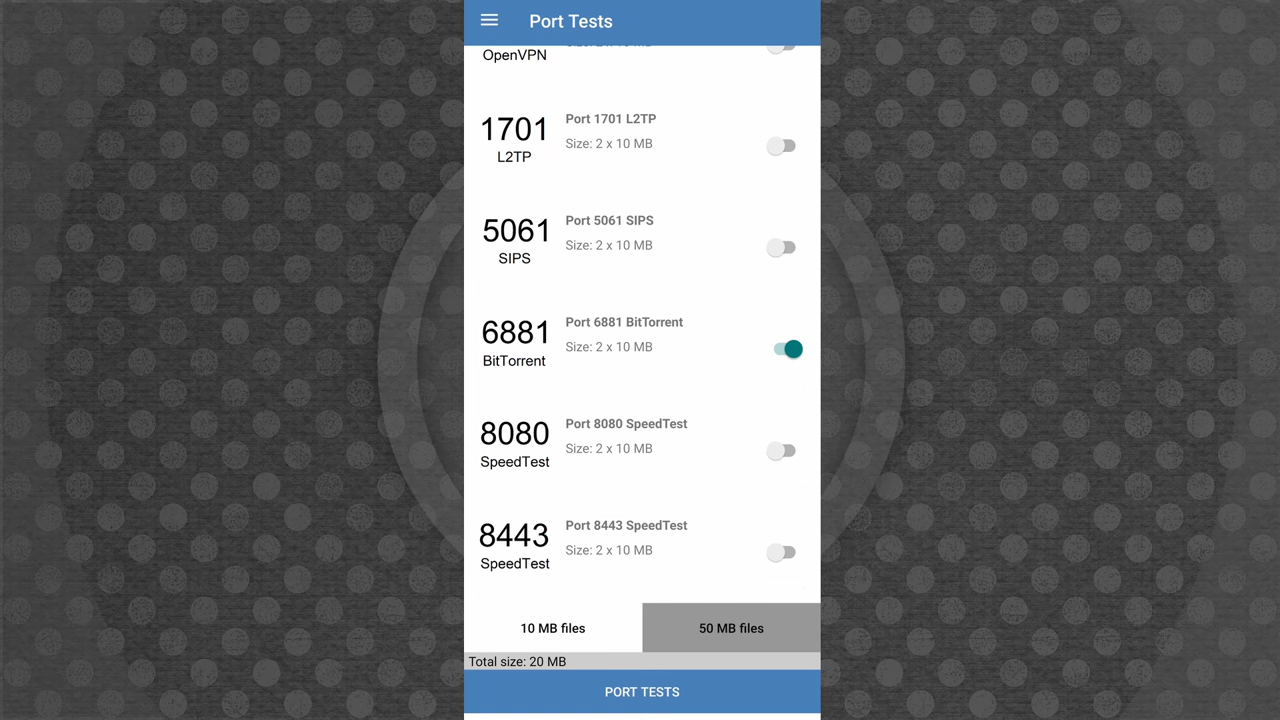 Port Tests
OpenVPN
1701
L2TP
Port 1701 L2TP
Size: 2 x 10 MB
5061
SIPS
Port 5061 SIPS
Size: 2 x 10 MB
6881
BitTorrent
Port 6881 BitTorrent
Size: 2 x 10 MB
8080
SpeedTest
Port 8080 SpeedTest
Size: 2 x 10 MB
8443
SpeedTest
Port 8443 SpeedTest
Size: 2 x 10 MB
10 MB files
50 MB files
Total size: 20 MB
PORT TESTS